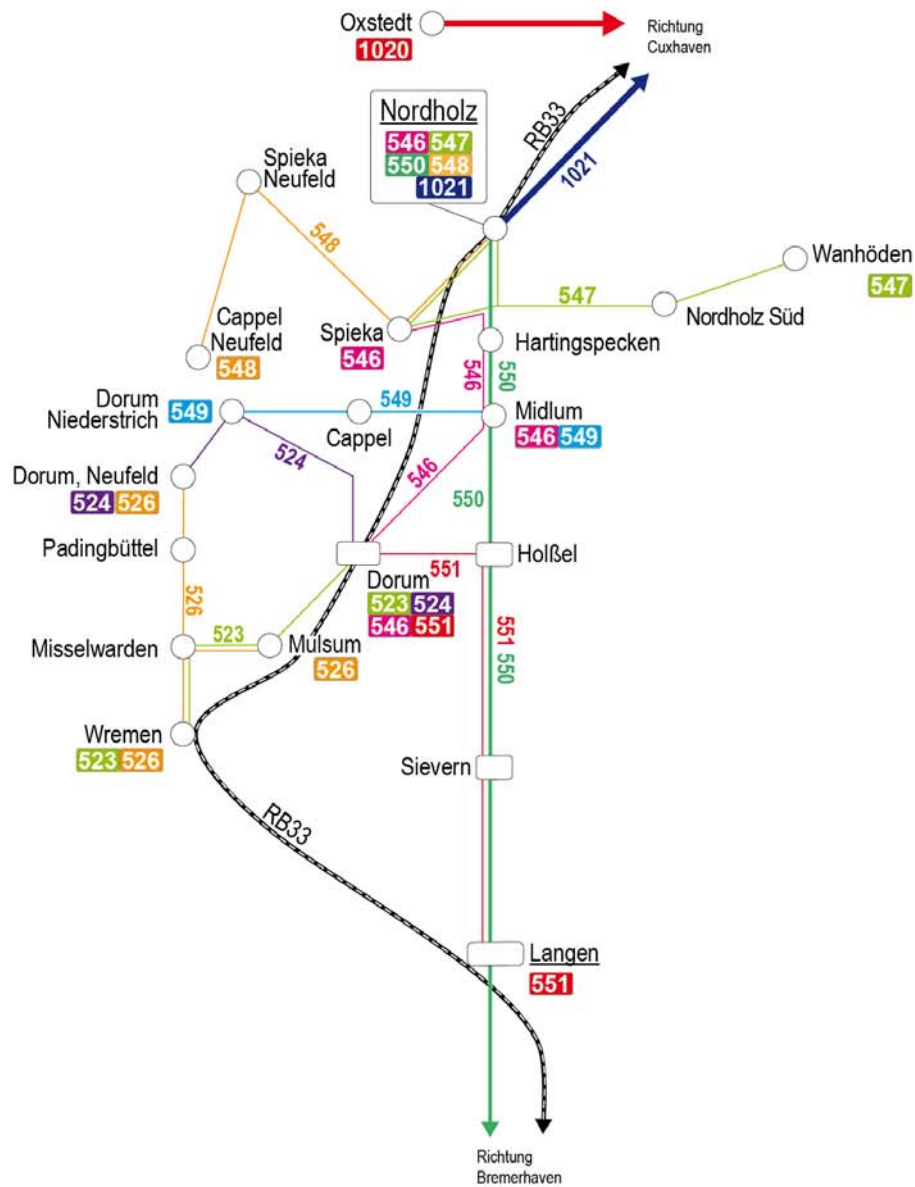 Oxstedt
1020
Richtung
Cuxhaven
Nordholz
546 547
550 548
1021
RB33
1021
Spieka
Neufeld
548
Wanhöden
547
547
Nordholz Süd
Cappel
Neufeld
548
Spieka
546
Hartingspecken
546
550
Dorum
Niederstrich
549
549
Cappel
Midlum
546 549
524
546
Dorum, Neufeld
524 526
550
Padingbüttel
551
Holßel
Dorum
523 524
546 551
526
523
Misselwarden
Mulsum
526
551 550
Wremen
523 526
Sievern
RB33
Langen
551
Richtung
Bremerhaven